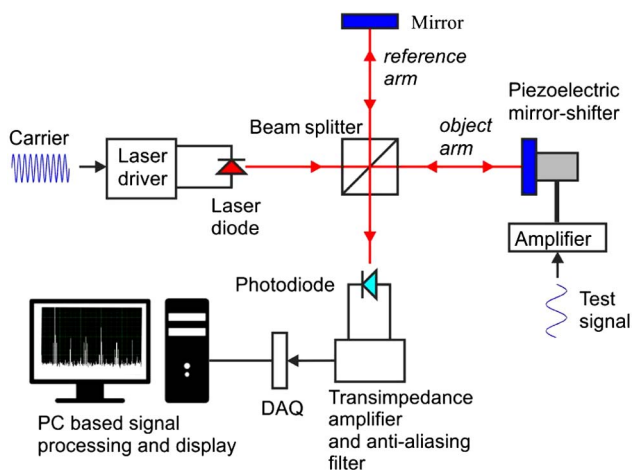 Mirror
reference
arm
Piezoelectric
mirror-shifter
Carrier
Laser
driver
Beam splitter
object
arm
Laser
diode
Amplifier
Photodiode
Test
signal
DAQ
Transimpedance
amplifier
and anti-aliasing
filter
PC based signal
processing and display